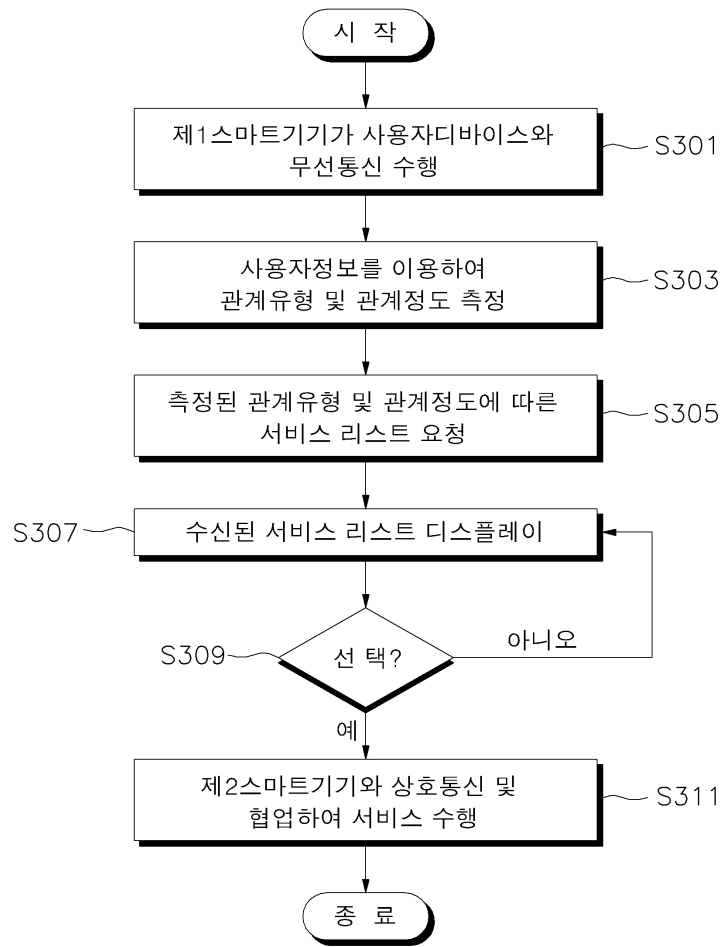 시 작
제1스마트기기가 사용자디바이스와
무선통신 수행
S301
사용자정보를 이용하여
관계유형 및 관계정도 측정
S303
측정된 관계유형 및 관계정도에 따른
서비스 리스트 요청
S305
S307
수신된 서비스 리스트 디스플레이
S309
선 택?
아니오
예
제2스마트기기와 상호통신 및
협업하여 서비스 수행
S311
종 료